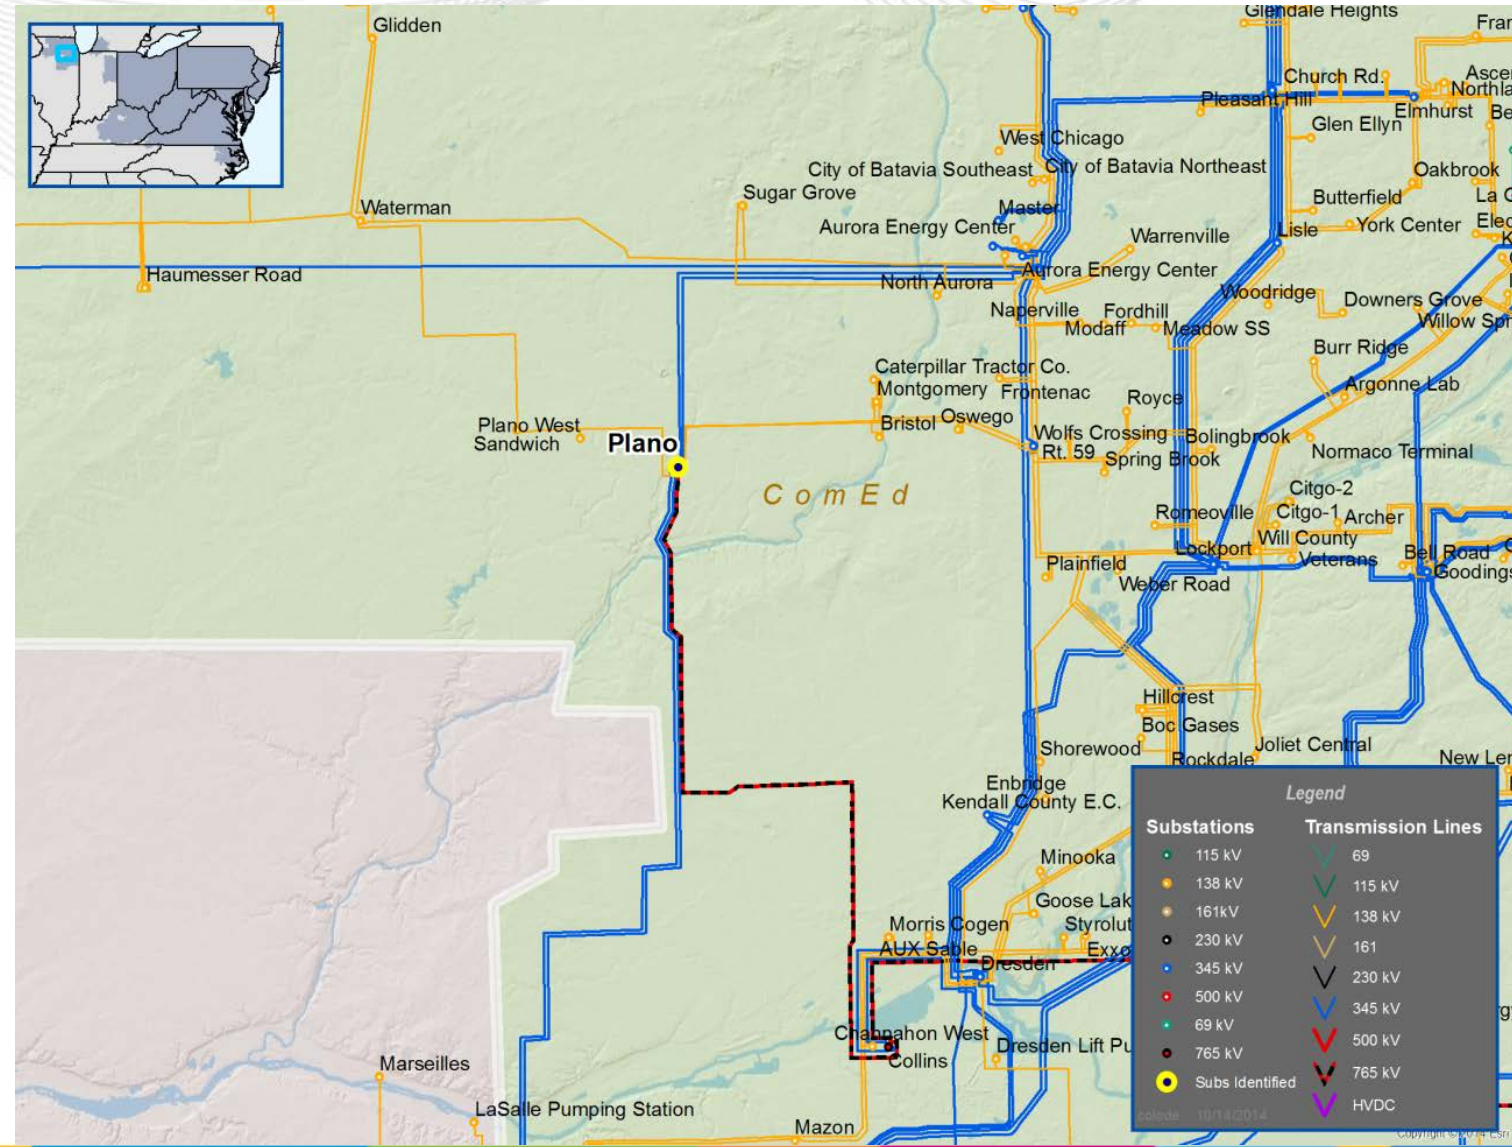 Glidden
Glendale Heights
Church Rd.
Pleasant Hill
Elmhurst
Glen Ellyn
West Chicago
City of Batavia Southeast
City of Batavia Northeast
Oakbrook
Sugar Grove
Butterfield
Waterman
Master
Aurora Energy Center
Warrenville
Lisle
York Center
Haumesser Road
Aurora Energy Center
North Aurora
Woodridge
Downers Grove
Naperville
Fordhill
Modaff
Meadow SS
Burr Ridge
Caterpillar Tractor Co.
Montgomery
Frontenac
Argonne Lab
Royce
Plano West
Sandwich
Bristol
Oswego
Plano
Wolfs Crossing
Bolingbrook
Rt. 59
Spring Brook
Normaco Terminal
ComEd
Citgo-2
Romeoville
Citgo-1
Archer
Lockport
Will County
Veterans
Bell Road
Plainfield
Weber Road
Goodings
Hillcrest
Boc Gases
Shorewood
Joliet Central
Rockdale
Enbridge
Kendall County E.C.
Minooka
Goose Lak
Morris Cogen
Styrolut
AUX Sable
Exxo
Dresden
Channahon West
Collins
Dresden Lift Pu
Marseilles
LaSalle Pumping Station
Mazon
Legend
Substations
115 kV
138 kV
161kV
230 kV
345 kV
500 kV
69 kV
765 kV
Subs Identified
Transmission Lines
69
115 kV
138 kV
161
230 kV
345 kV
500 kV
765 kV
HVDC
10/14/2014